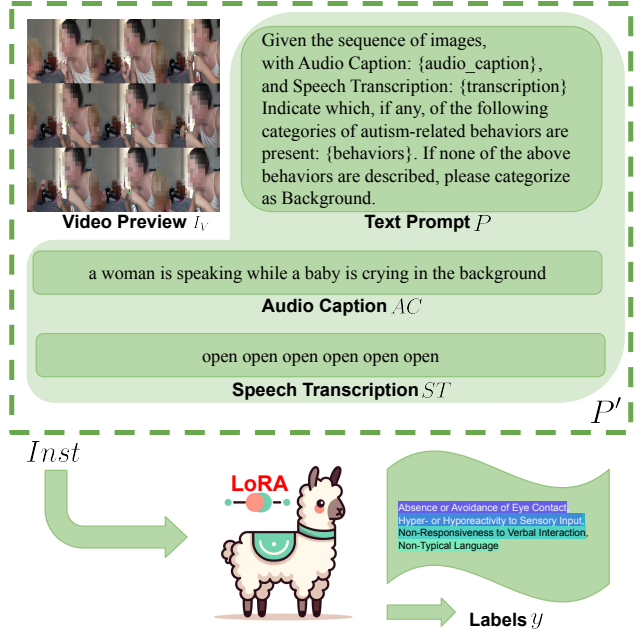 Given the sequence of images,
with Audio Caption: {audio_caption},
and Speech Transcription: {transcription}
Indicate which, if any, of the following
categories of autism-related behaviors are
present: {behaviors}. If none of the above
behaviors are described, please categorize
as Background.
Video Preview I_V
Text Prompt P
a woman is speaking while a baby is crying in the background
Audio Caption AC
open open open open open open
Speech Transcription ST
P'
Inst
LoRA
Absence or Avoidance of Eye Contact,
Hyper- or Hyporeactivity to Sensory Input,
Non-Responsiveness to Verbal Interaction,
Non-Typical Language
Labels y